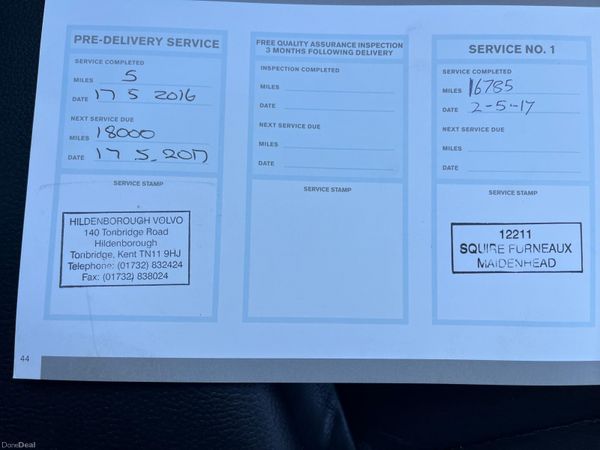 PRE-DELIVERY SERVICE
SERVICE COMPLETED
MILES 5
DATE 17 5 2016
NEXT SERVICE DUE
MILES 18000
DATE 17 5.2017
SERVICE STAMP
HILDENBOROUGH VOLVO
140 Tonbridge Road
Hildenborough
Tonbridge, Kent TN11 9HJ
Telephone: (01732) 832424
Fax: (01732) 838024
FREE QUALITY ASSURANCE INSPECTION
3 MONTHS FOLLOWING DELIVERY
INSPECTION COMPLETED
MILES
DATE
NEXT SERVICE DUE
MILES
DATE
SERVICE STAMP
SERVICE NO. 1
SERVICE COMPLETED
MILES 16785
DATE 2-5-17
NEXT SERVICE DUE
MILES
DATE
SERVICE STAMP
12211
SQUIRE FURNEAUX
MAIDENHEAD
44
DoneDeal